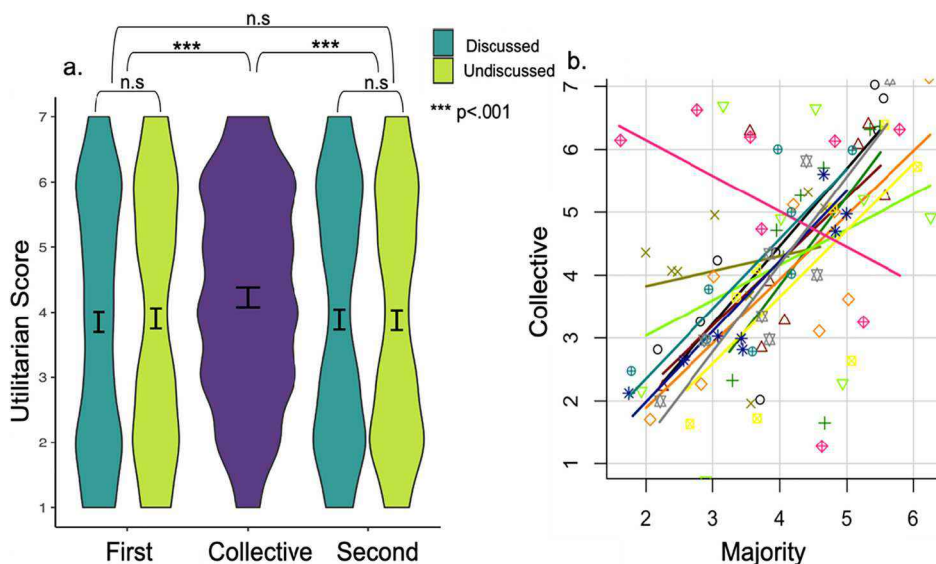 n.s
a.
***
***
n.s
n.s
Discussed
Undiscussed
*** p<.001
Utilitarian Score
7
6
5
4
3
2
1
First
Collective
Second
b.
Collective
7
6
5
4
3
2
1
2
3
4
5
6
Majority